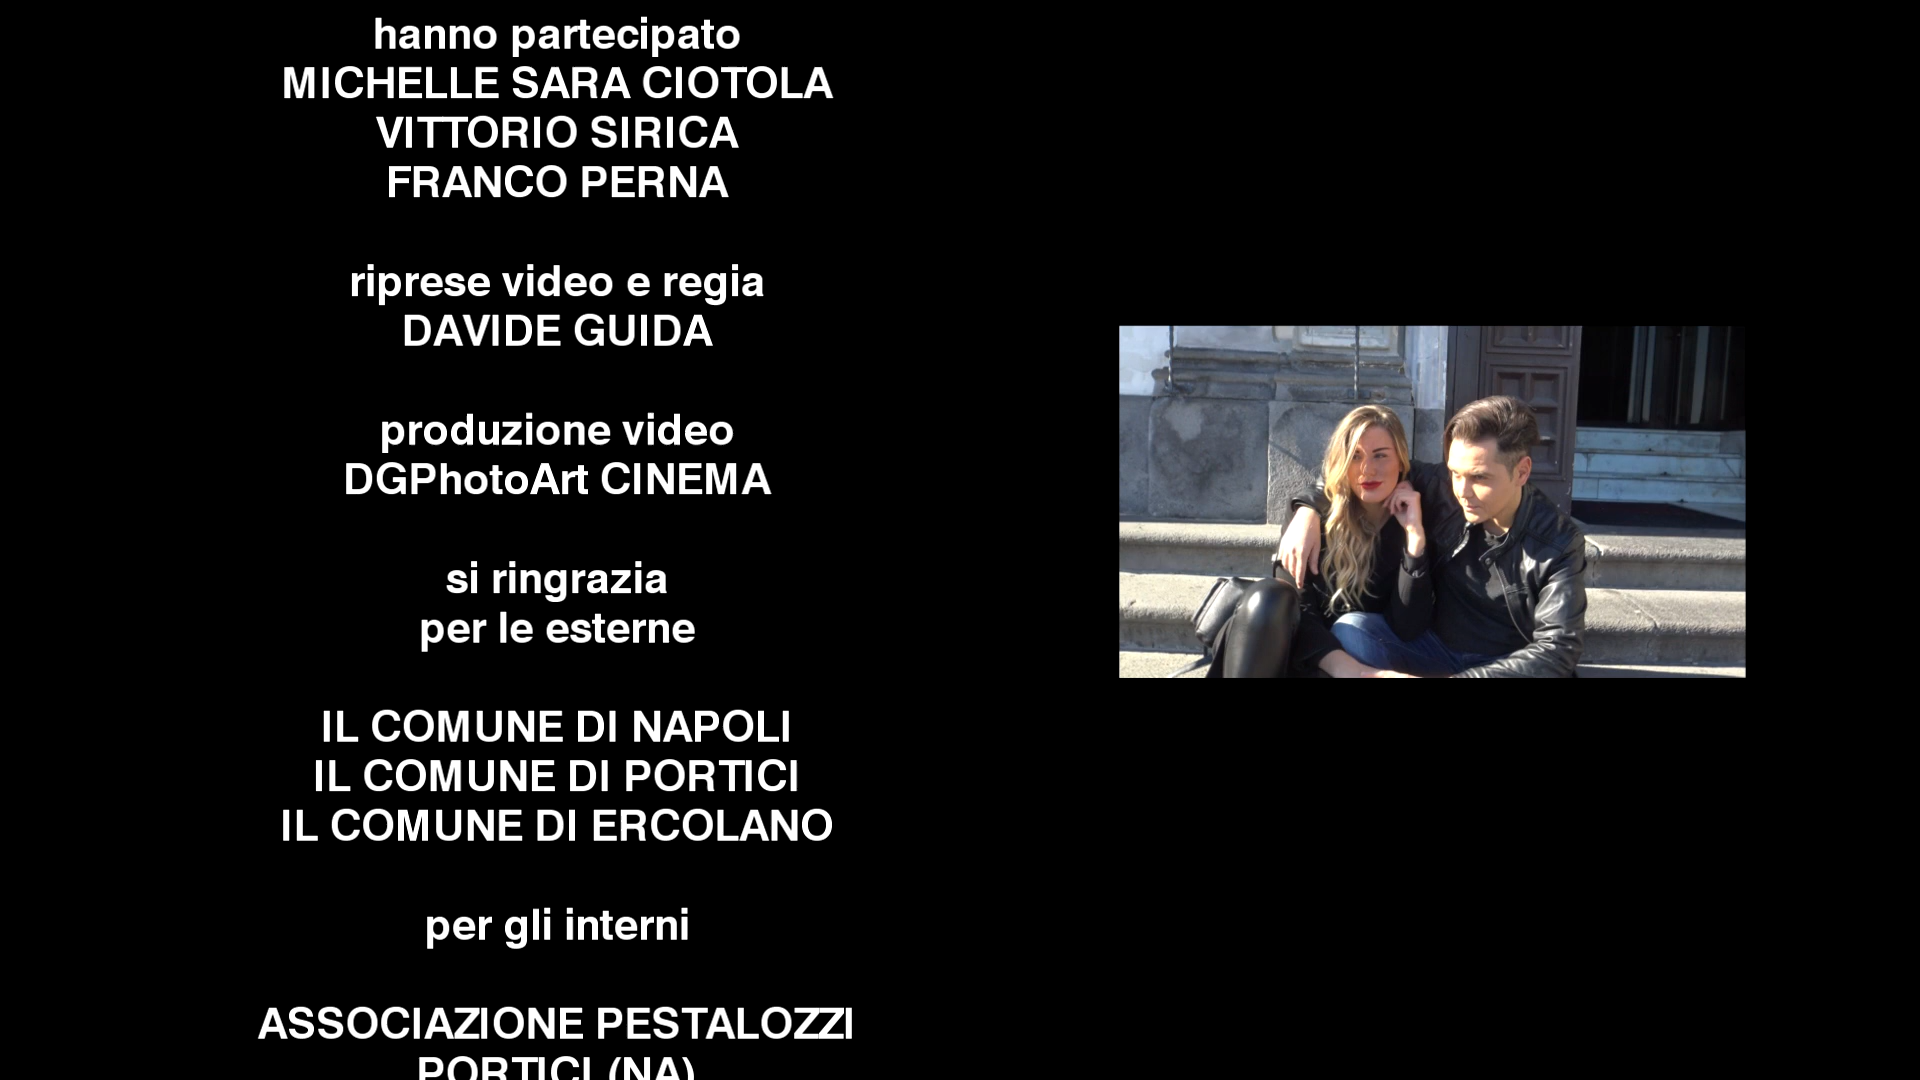 hanno partecipato
MICHELLE SARA CIOTOLA
VITTORIO SIRICA
FRANCO PERNA
riprese video e regia
DAVIDE GUIDA
produzione video
DGPhotoArt CINEMA
si ringrazia
per le esterne
IL COMUNE DI NAPOLI
IL COMUNE DI PORTICI
IL COMUNE DI ERCOLANO
per gli interni
ASSOCIAZIONE PESTALOZZI
PORTICI (NA)